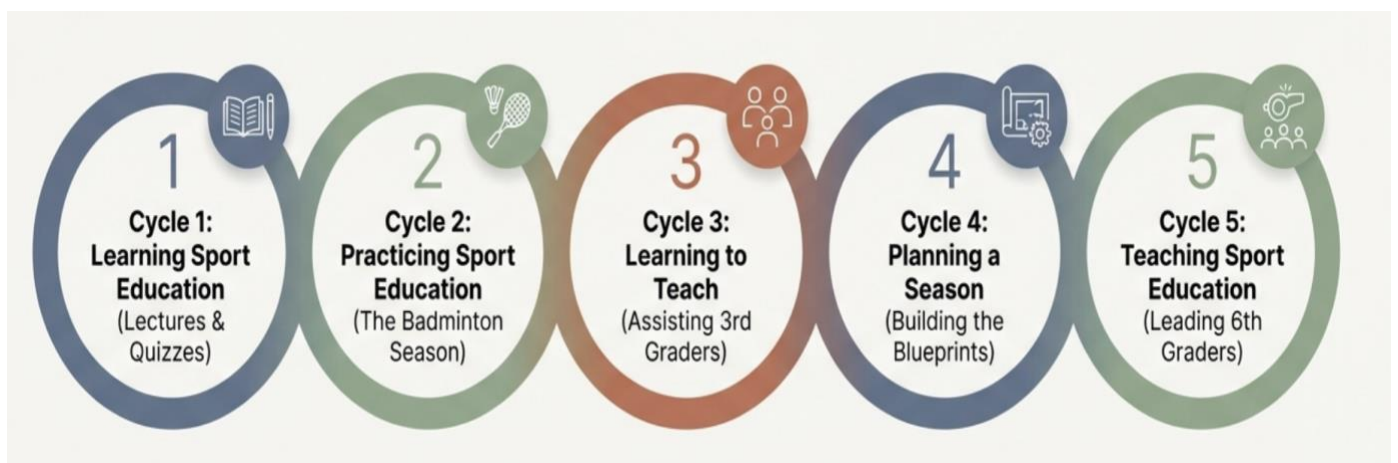 1
Cycle 1:
Learning Sport
Education
(Lectures &
Quizzes)
2
Cycle 2:
Practicing Sport
Education
(The Badminton
Season)
3
Cycle 3:
Learning to
Teach
(Assisting 3rd
Graders)
4
Cycle 4:
Planning a
Season
(Building the
Blueprints)
5
Cycle 5:
Teaching Sport
Education
(Leading 6th
Graders)